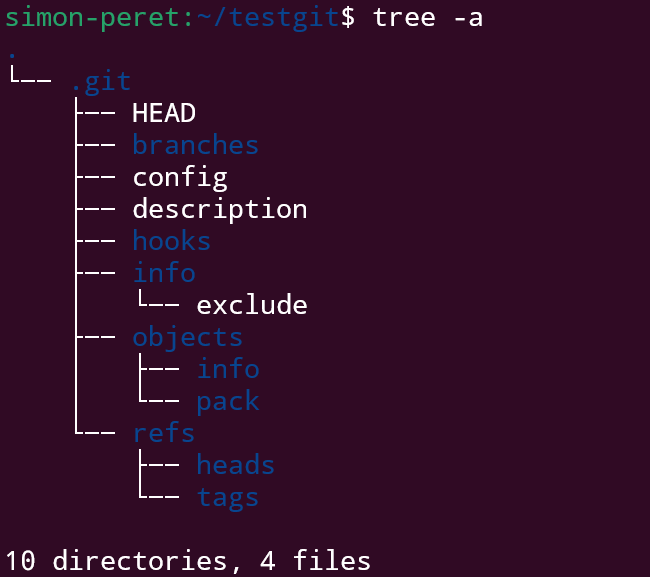 simon-peret:~/testgit$ tree -a
.
└── .git
    ├── HEAD
    ├── branches
    ├── config
    ├── description
    ├── hooks
    ├── info
    │   └── exclude
    ├── objects
    │   ├── info
    │   └── pack
    └── refs
        ├── heads
        └── tags

10 directories, 4 files